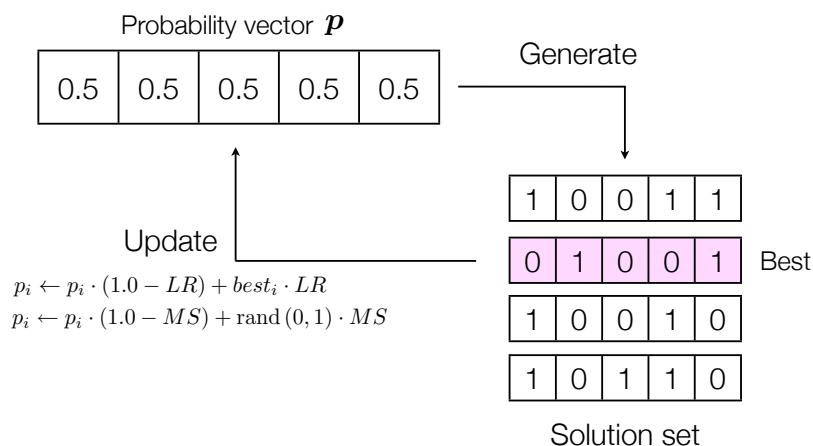 Probability vector p
Generate
0.5 0.5 0.5 0.5 0.5
1 0 0 1 1
Update
0 1 0 0 1 Best
p_i ← p_i · (1.0 − LR) + best_i · LR
p_i ← p_i · (1.0 − MS) + rand (0, 1) · MS
1 0 0 1 0
1 0 1 1 0
Solution set